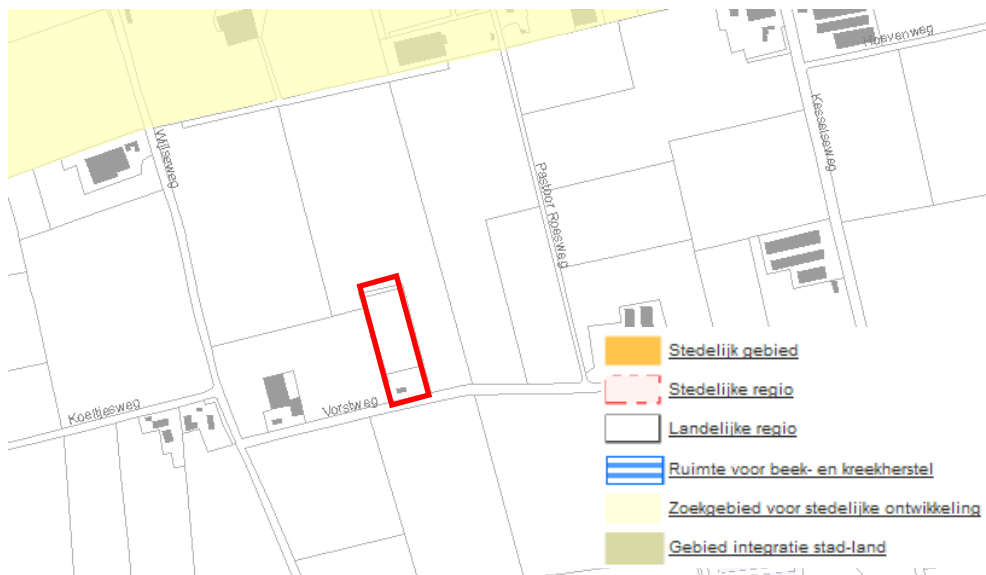 Hoevenweg
Wijlseweg
Kesselseweg
Pastoor Roesweg
Koeltjesweg
Vorstweg
Stedelijk gebied
Stedelijke regio
Landelijke regio
Ruimte voor beek- en kreekherstel
Zoekgebied voor stedelijke ontwikkeling
Gebied integratie stad-land